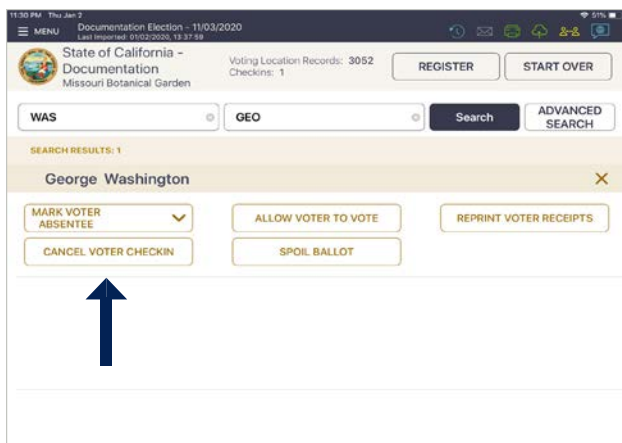 11:30 PM Thu Jan 2
51%
MENU
Documentation Election - 11/03/2020
Last Imported: 01/02/2020, 13:37:59
State of California -
Documentation
Missouri Botanical Garden
Voting Location Records: 3052
Checkins: 1
REGISTER
START OVER
WAS
GEO
Search
ADVANCED
SEARCH
SEARCH RESULTS: 1
George Washington
MARK VOTER
ABSENTEE
ALLOW VOTER TO VOTE
REPRINT VOTER RECEIPTS
CANCEL VOTER CHECKIN
SPOIL BALLOT